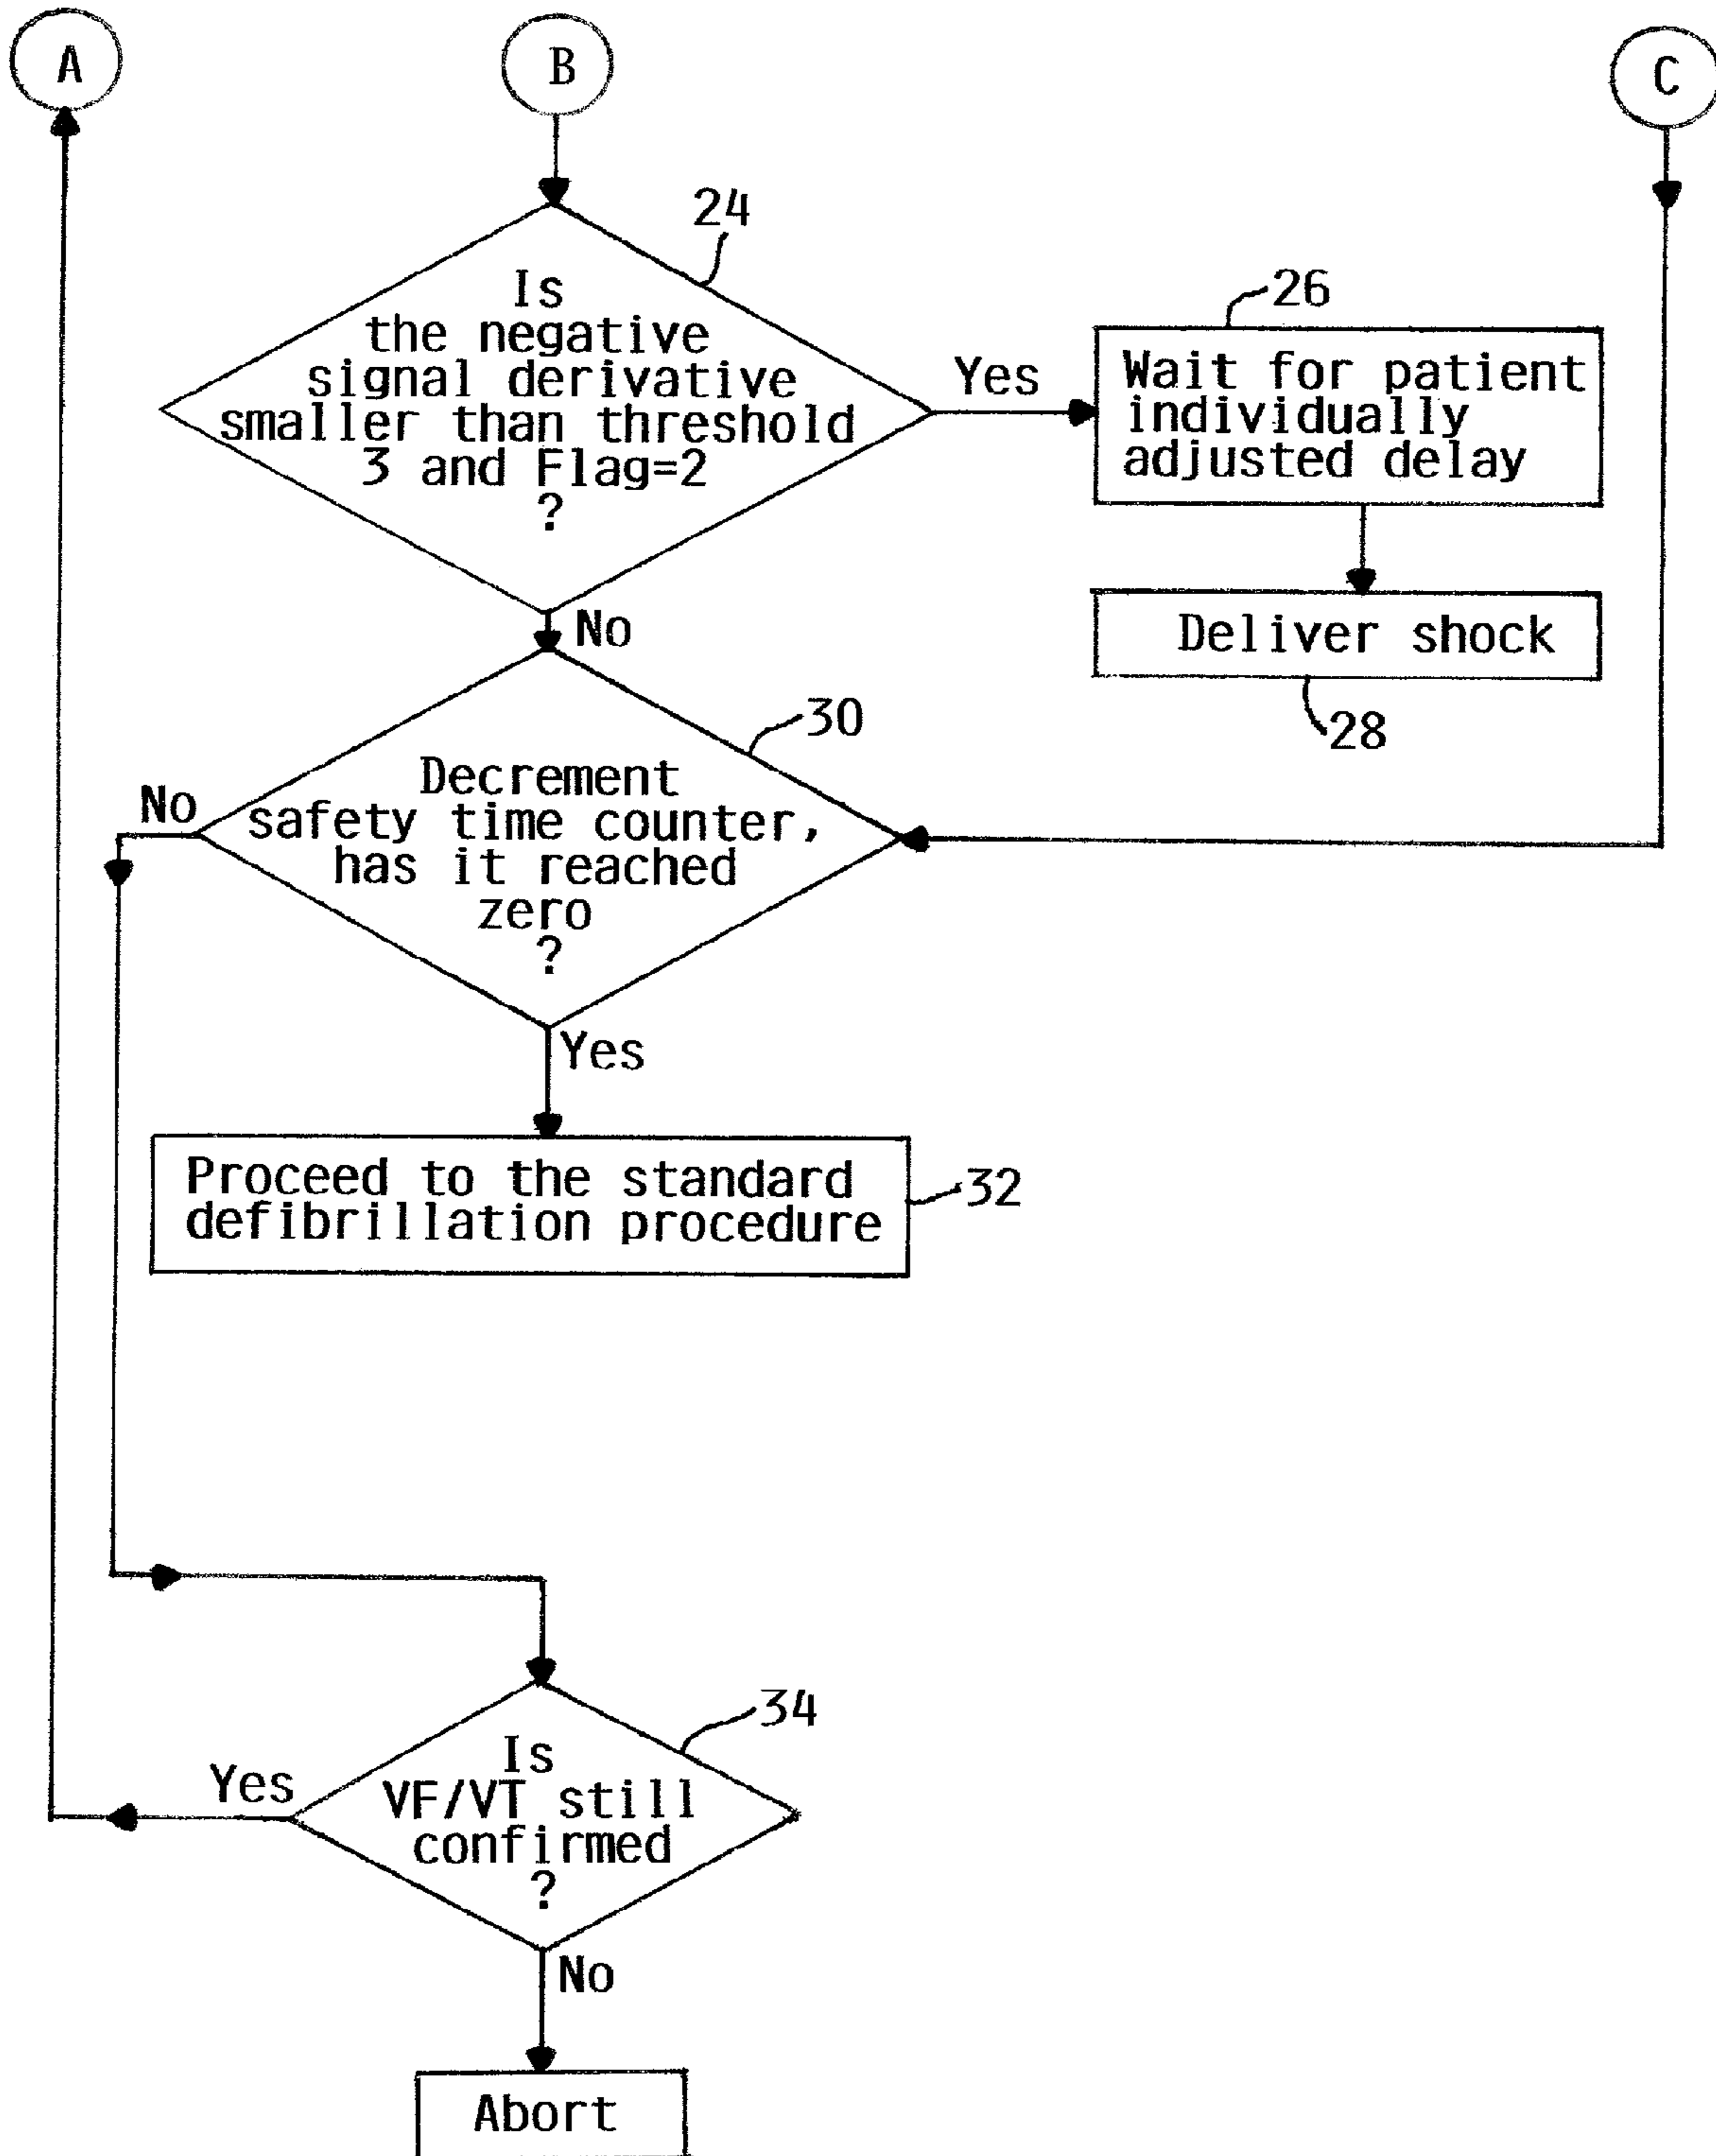 A
B
C
24
Is
the negative
signal derivative
smaller than threshold
3 and Flag=2
?
Yes
26
Wait for patient
individually
adjusted delay
No
Deliver shock
28
30
No
Decrement
safety time counter,
has it reached
zero
?
Yes
Proceed to the standard
defibrillation procedure
32
34
Yes
Is
VF/VT still
confirmed
?
No
Abort